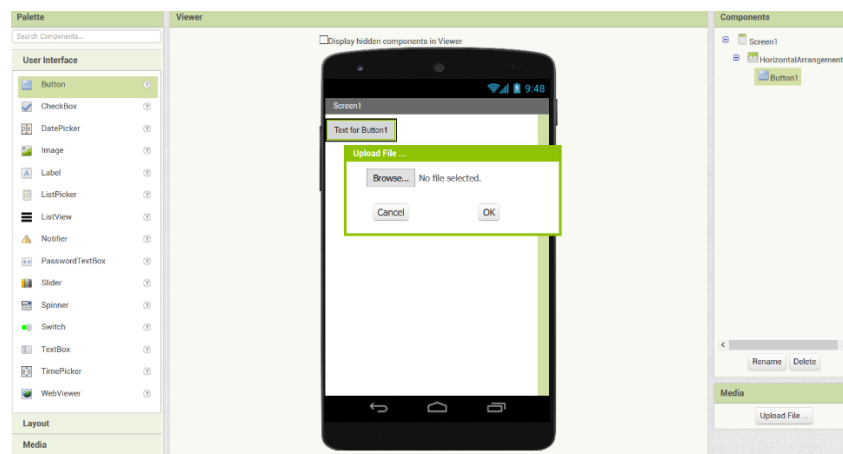 Palette
Search Components...
User Interface
Button
CheckBox
DatePicker
Image
Label
ListPicker
ListView
Notifier
PasswordTextBox
Slider
Spinner
Switch
TextBox
TimePicker
WebViewer
Layout
Media
Viewer
Display hidden components in Viewer
9:48
Screen1
Text for Button1
Upload File ...
Browse... No file selected.
Cancel OK
Components
Screen1
HorizontalArrangement
Button1
Rename Delete
Media
Upload File ...